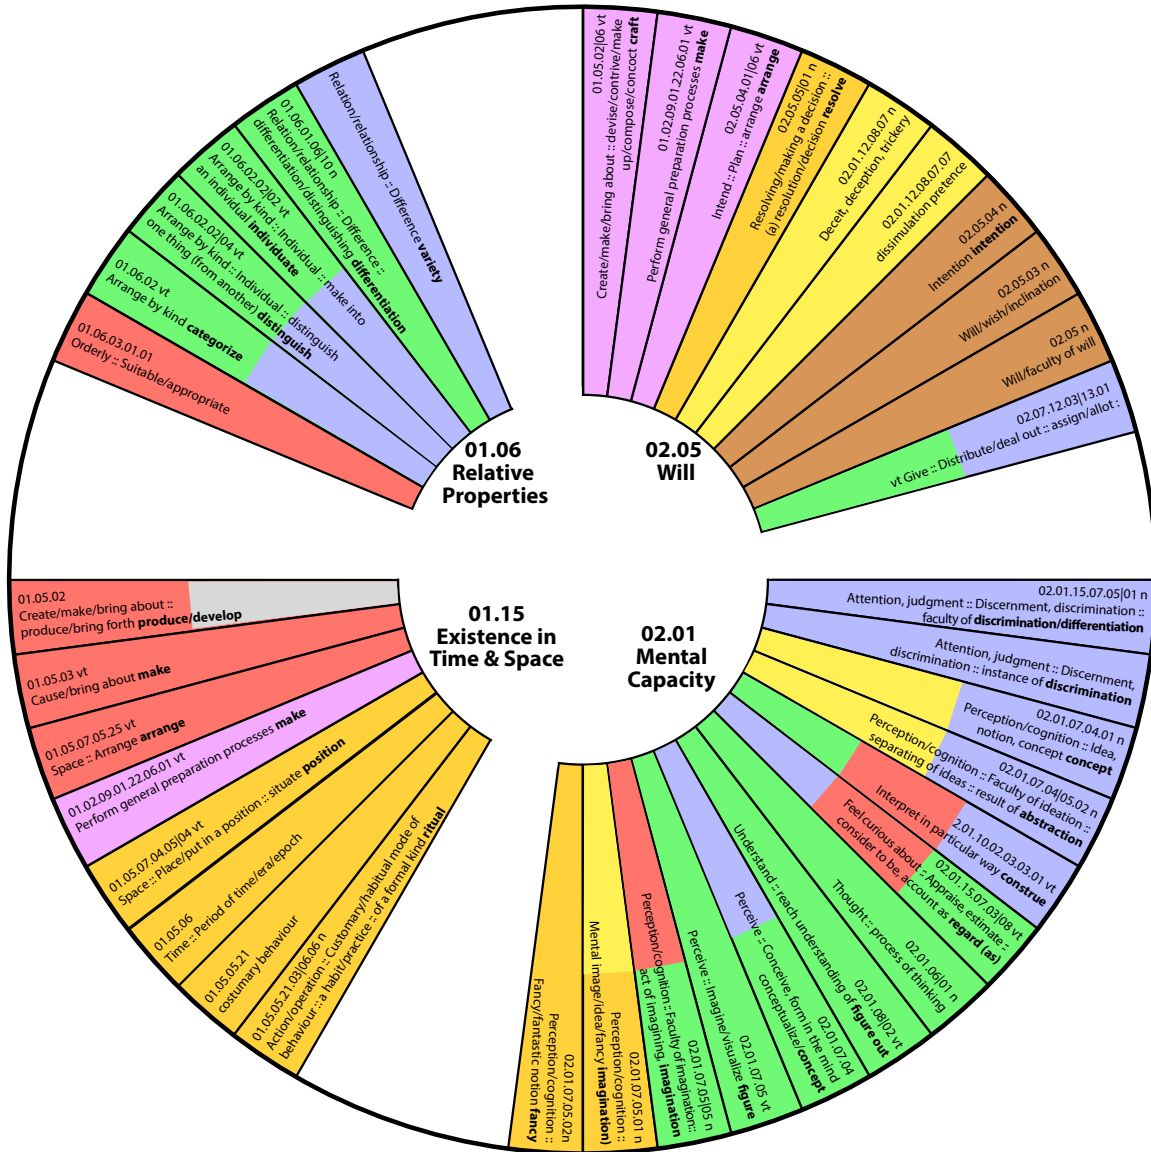 01.05.02|06 vt
Create/make/bring about :: devise/contrive/make
up/compose/concoct craft
01.02.09.01.22.06.01 vt
Perform general preparation processes make
02.05.04.01|06 vt
Intend :: Plan :: arrange arrange
02.05.05|01 n
Resolving/making a decision ::
(a) resolution/decision resolve
02.01.12.08.07 n
Deceit, deception, trickery
02.01.12.08.07.07
dissimulation pretence
02.05.04 n
Intention intention
02.05.03 n
Will/wish/inclination
02.05 n
Will/faculty of will
02.07.12.03|13.01
vt Give :: Distribute/deal out :: assign/allot :
02.05
Will
02.01.15.07.05|01 n
Attention, judgment :: Discernment, discrimination ::
faculty of discrimination/differentiation
Attention, judgment :: Discernment,
discrimination :: instance of discrimination
02.01.07.04.01 n
Perception/cognition :: Idea,
notion, concept concept
02.01.07.04|05.02 n
Perception/cognition :: Faculty of ideation ::
separating of ideas :: result of abstraction
2.01.10.02.03.03.01 vt
Interpret in particular way construe
02.01.15.07.03|08 vt
Feel curious about :: Appraise, estimate ::
consider to be, account as regard (as)
02.01.06|01 n
Thought :: process of thinking
02.01.08|02 vt
Understand :: reach understanding of figure out
02.01.07.04
Perceive :: Conceive, form in the mind
conceptualize/concept
02.01.07.05 vt
Perceive :: Imagine/visualize figure
02.01.07.05|05 n
Perception/cognition :: Faculty of imagination::
act of imagining, imagination
02.01.07.05.01 n
Perception/cognition ::
Mental image/idea/fancy imagination)
02.01.07.05.02n
Perception/cognition ::
Fancy/fantastic notion fancy
02.01
Mental
Capacity
01.05.05.21.03|06.06 n
Action/operation :: Customary/habitual mode of
behaviour :: a habit/practice :: of a formal kind ritual
01.05.05.21
costumary behaviour
01.05.06
Time :: Period of time/era/epoch
01.05.07.04.05|04 vt
Space :: Place/put in a position :: situate position
01.02.09.01.22.06.01 vt
Perform general preparation processes make
01.05.07.05.25 vt
Space :: Arrange arrange
01.05.03 vt
Cause/bring about make
01.05.02
Create/make/bring about ::
produce/bring forth produce/develop
01.15
Existence in
Time & Space
01.06.03.01.01
Orderly :: Suitable/appropriate
01.06.02 vt
Arrange by kind categorize
01.06.02.02|04 vt
Arrange by kind :: Individual :: distinguish
one thing (from another) distinguish
01.06.02.02|02 vt
Arrange by kind :: Individual :: make into
an individual individuate
01.06.01.06|10 n
Relation/relationship :: Difference ::
differentiation/distinguishing differentiation
Relation/relationship :: Difference variety
01.06
Relative
Properties